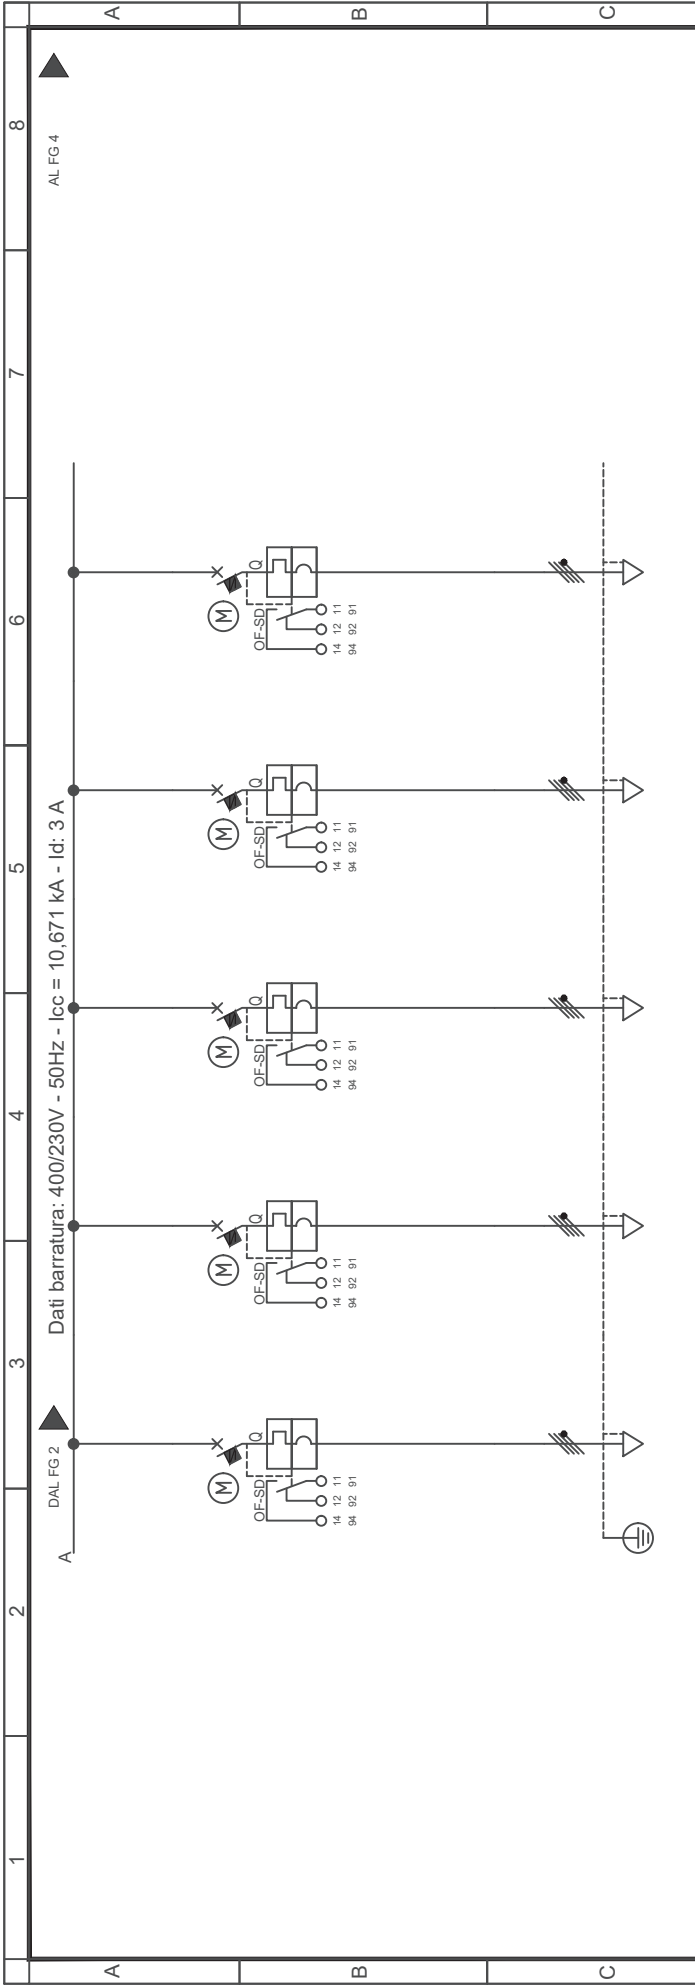 1 2 3 4 5 6 7 8
A A
B B
C C
DAL FG 2
AL FG 4
A
Dati barratura: 400/230V - 50Hz - Icc = 10,671 kA - Id: 3 A
M
Q
OF-SD
14 12 11
94 92 91
M
Q
OF-SD
14 12 11
94 92 91
M
Q
OF-SD
14 12 11
94 92 91
M
Q
OF-SD
14 12 11
94 92 91
M
Q
OF-SD
14 12 11
94 92 91